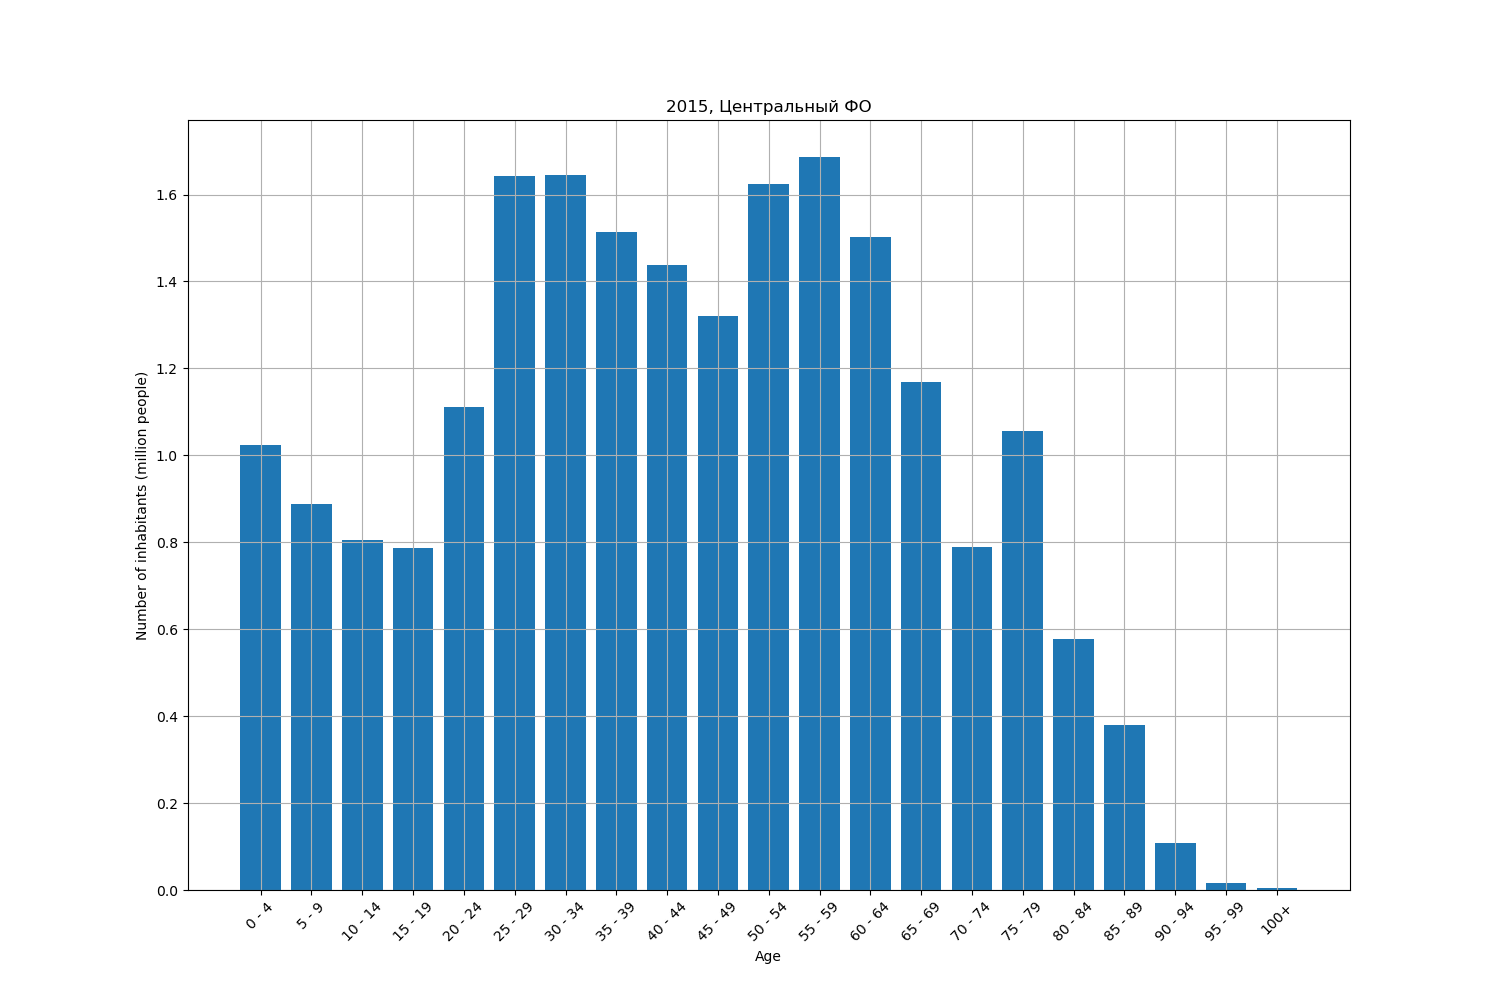 2015, Центральный ФО
Number of inhabitants (million people)
1.6
1.4
1.2
1.0
0.8
0.6
0.4
0.2
0.0
0 - 4
5 - 9
10 - 14
15 - 19
20 - 24
25 - 29
30 - 34
35 - 39
40 - 44
45 - 49
50 - 54
55 - 59
60 - 64
65 - 69
70 - 74
75 - 79
80 - 84
85 - 89
90 - 94
95 - 99
100+
Age